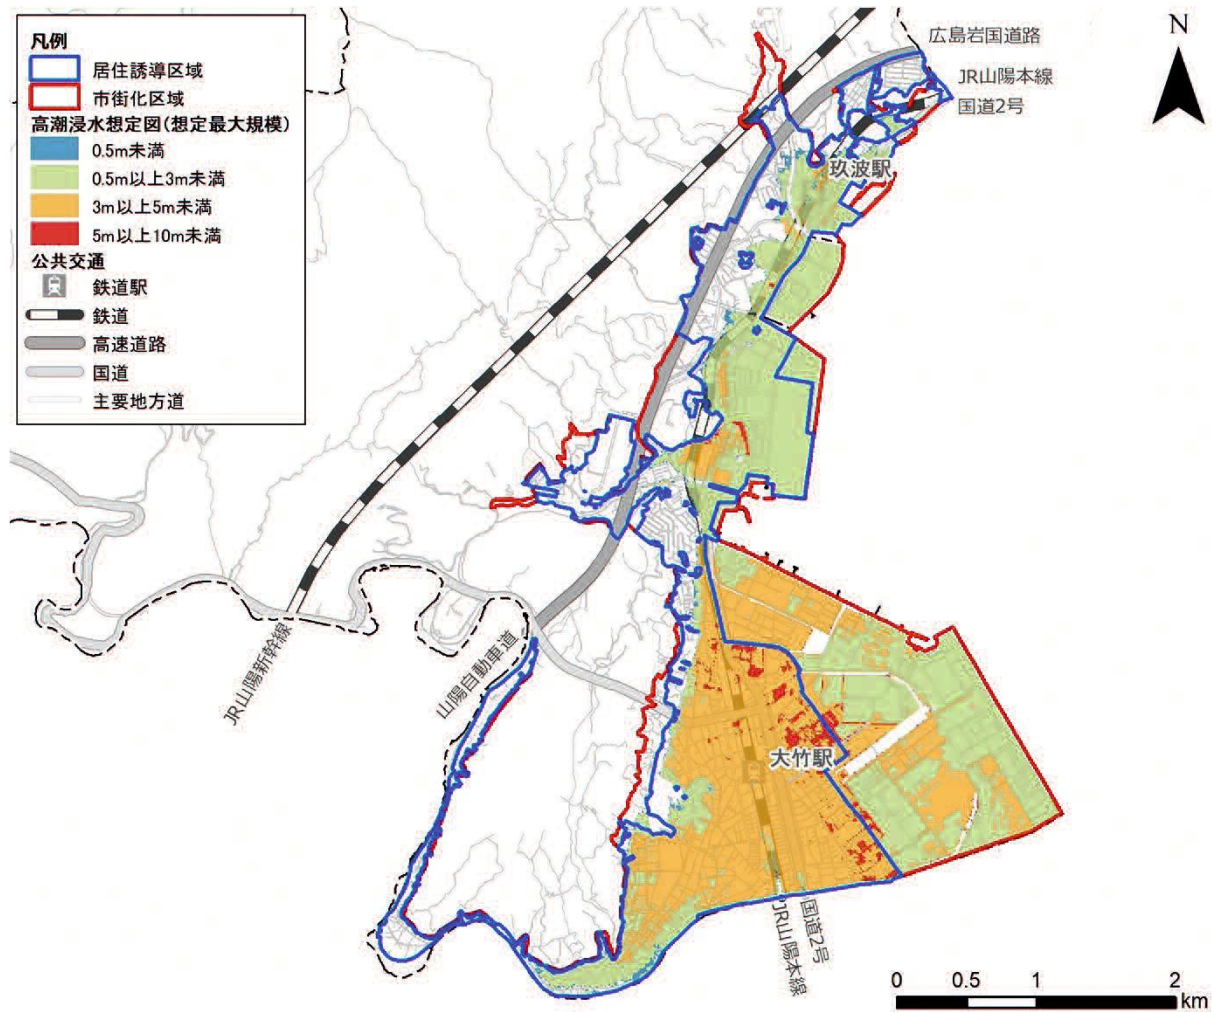 凡例
居住誘導区域
市街化区域
高潮浸水想定図(想定最大規模)
0.5m未満
0.5m以上3m未満
3m以上5m未満
5m以上10m未満
公共交通
鉄道駅
鉄道
高速道路
国道
主要地方道
広島岩国道路
JR山陽本線
国道2号
N
玖波駅
JR山陽新幹線
山陽自動車道
大竹駅
国道2号
JR山陽本線
0 0.5 1 2
km